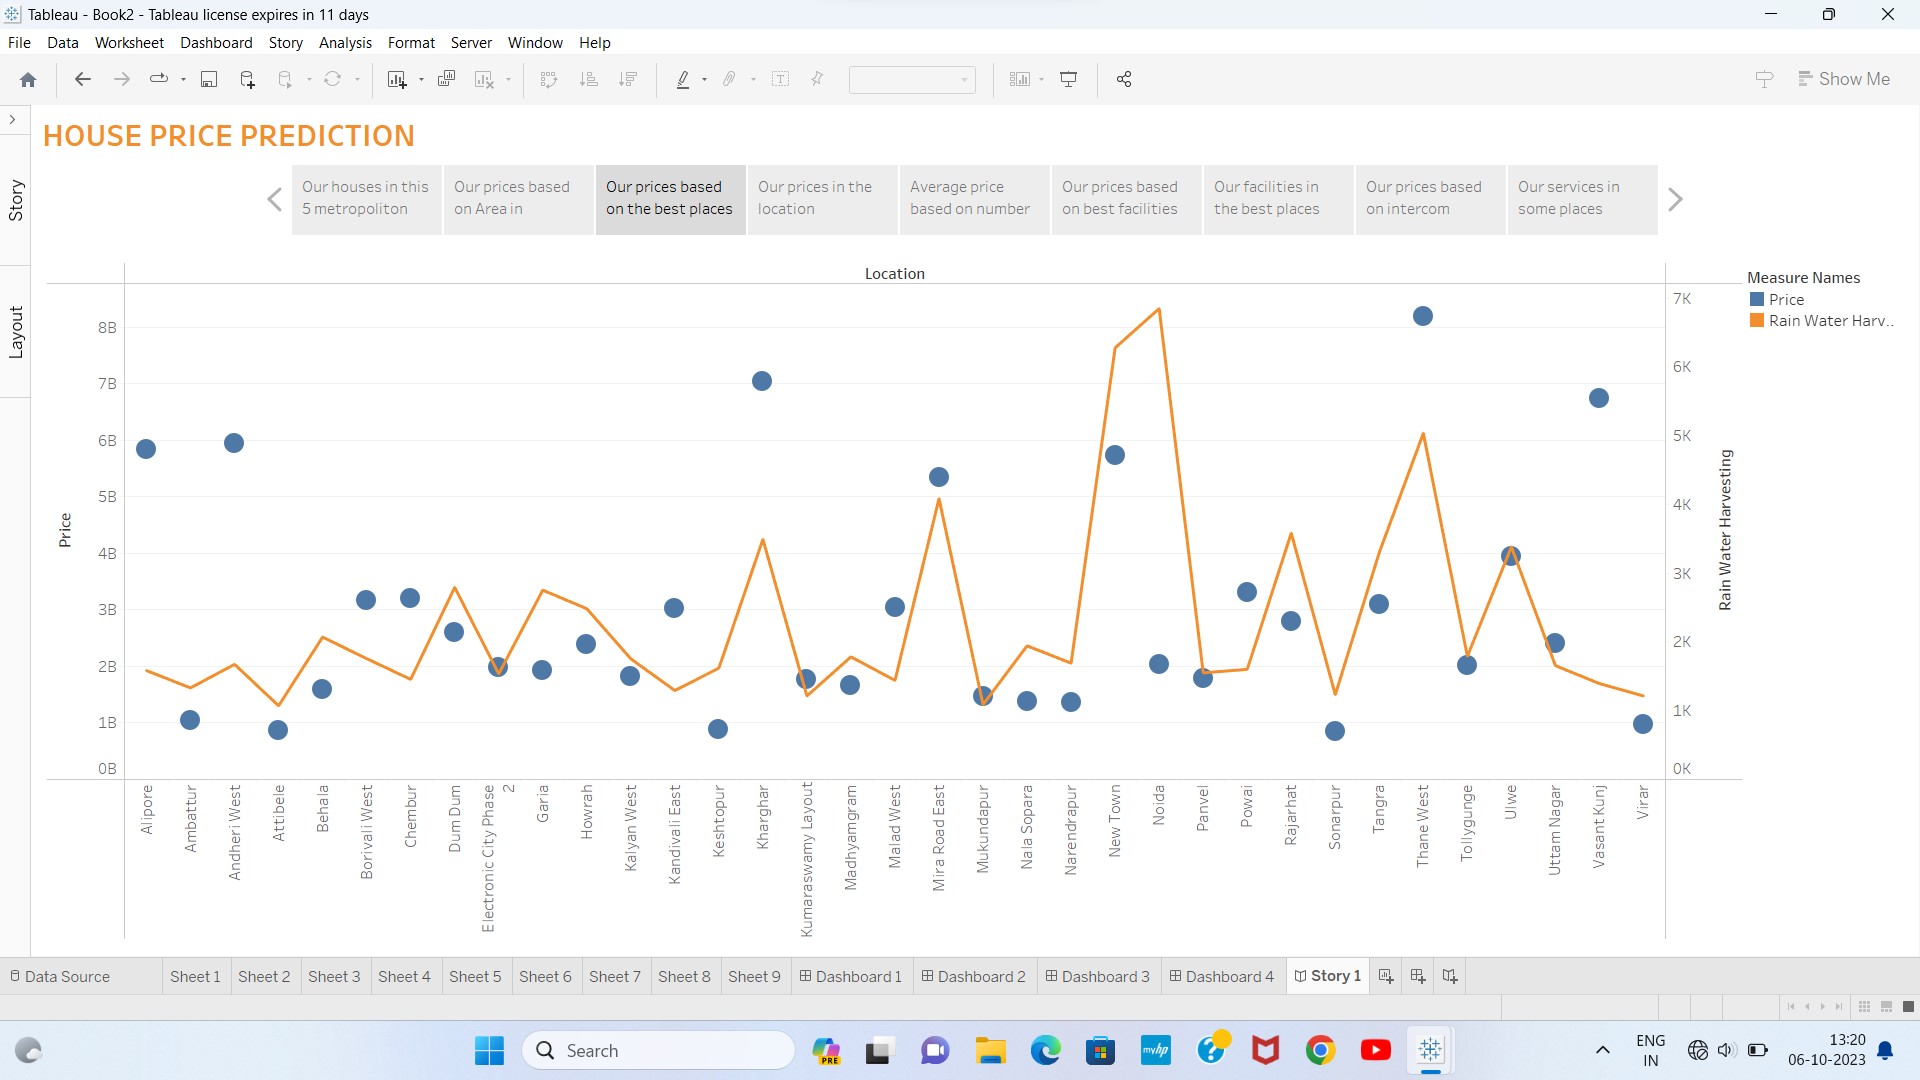 Tableau - Book2 - Tableau license expires in 11 days
File Data Worksheet Dashboard Story Analysis Format Server Window Help
Show Me
Story
Layout
HOUSE PRICE PREDICTION
Our houses in this
5 metropoliton
Our prices based
on Area in
Our prices based
on the best places
Our prices in the
location
Average price
based on number
Our prices based
on best facilities
Our facilities in
the best places
Our prices based
on intercom
Our services in
some places
Location
Measure Names
Price
Rain Water Harv..
Price
8B
7B
6B
5B
4B
3B
2B
1B
0B
7K
6K
5K
4K
3K
2K
1K
0K
Rain Water Harvesting
Alipore
Ambattur
Andheri West
Attibele
Behala
Borivali West
Chembur
Dum Dum
Electronic City Phase
2
Garia
Howrah
Kalyan West
Kandivali East
Keshtopur
Kharghar
Kumaraswamy Layout
Madhyamgram
Malad West
Mira Road East
Mukundapur
Nala Sopara
Narendrapur
New Town
Noida
Panvel
Powai
Rajarhat
Sonarpur
Tangra
Thane West
Tollygunge
Ulwe
Uttam Nagar
Vasant Kunj
Virar
Data Source Sheet 1 Sheet 2 Sheet 3 Sheet 4 Sheet 5 Sheet 6 Sheet 7 Sheet 8 Sheet 9 Dashboard 1 Dashboard 2 Dashboard 3 Dashboard 4 Story 1
Search
PRE
myhp
ENG
IN
13:20
06-10-2023